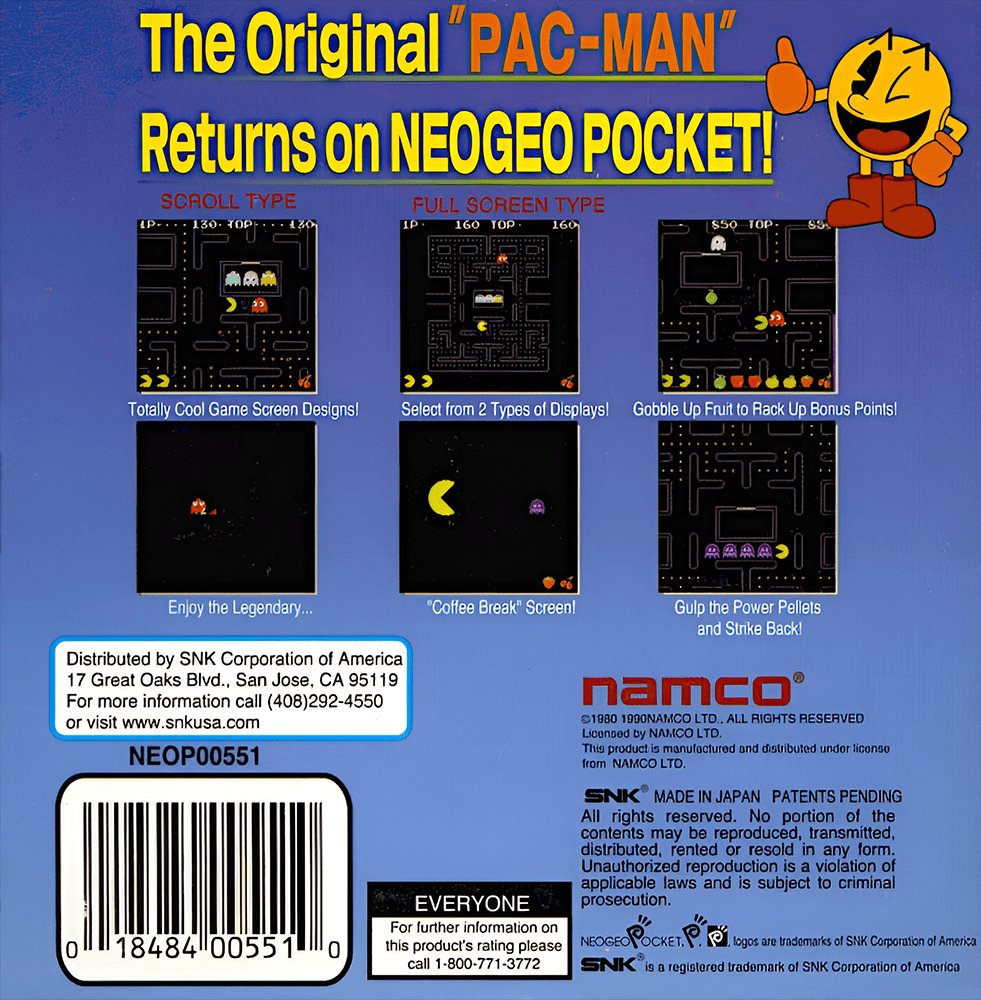 The Original "PAC-MAN"
Returns on NEOGEO POCKET!
SCROLL TYPE
FULL SCREEN TYPE
1P 130 TOP 130
1P 160 TOP 160
850 TOP 85
Totally Cool Game Screen Designs!
Select from 2 Types of Displays!
Gobble Up Fruit to Rack Up Bonus Points!
Enjoy the Legendary...
"Coffee Break" Screen!
Gulp the Power Pellets
and Strike Back!
Distributed by SNK Corporation of America
17 Great Oaks Blvd., San Jose, CA 95119
For more information call (408)292-4550
or visit www.snkusa.com
NEOP00551
0 18484 00551 0
EVERYONE
For further information on
this product's rating please
call 1-800-771-3772
namco®
©1980 1990NAMCO LTD., ALL RIGHTS RESERVED
Licensed by NAMCO LTD.
This product is manufactured and distributed under license
from NAMCO LTD.
SNK® MADE IN JAPAN PATENTS PENDING
All rights reserved. No portion of the
contents may be reproduced, transmitted,
distributed, rented or resold in any form.
Unauthorized reproduction is a violation of
applicable laws and is subject to criminal
prosecution.
NEOGEO POCKET, P, P, logos are trademarks of SNK Corporation of America
SNK® is a registered trademark of SNK Corporation of America